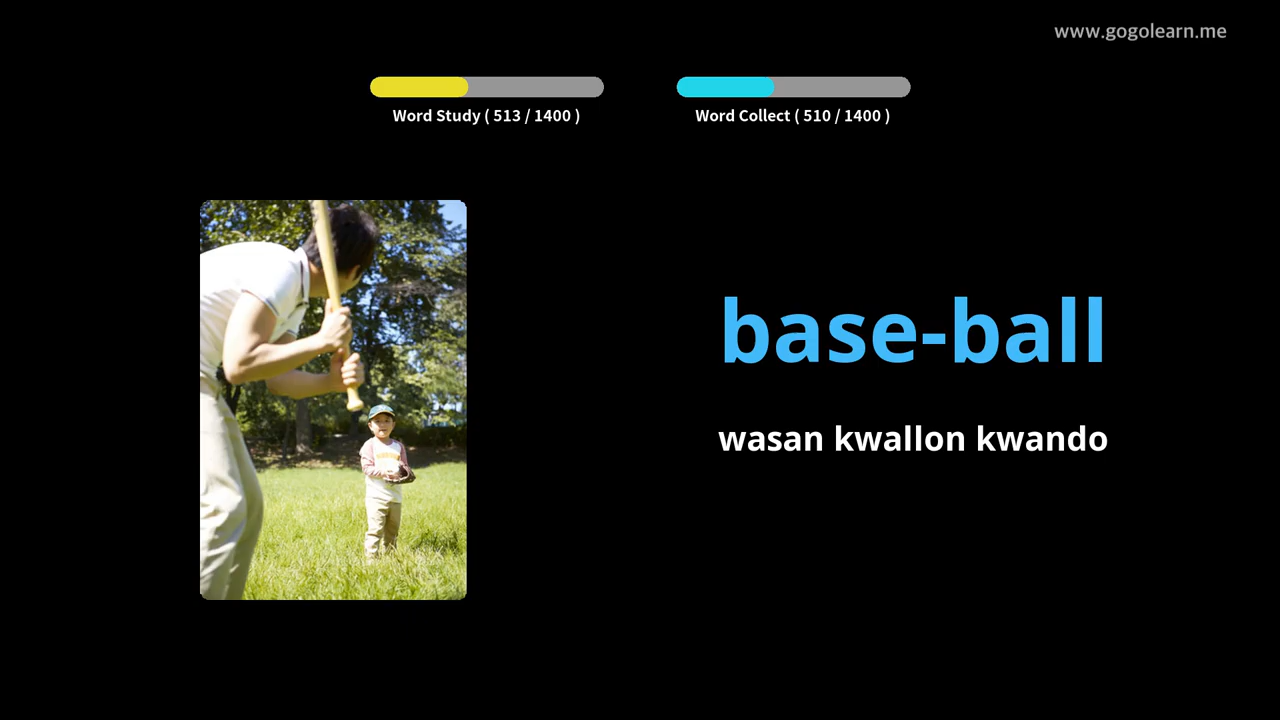 www.gogolearn.me
Word Study ( 513 / 1400 )
Word Collect ( 510 / 1400 )
base-ball
wasan kwallon kwando